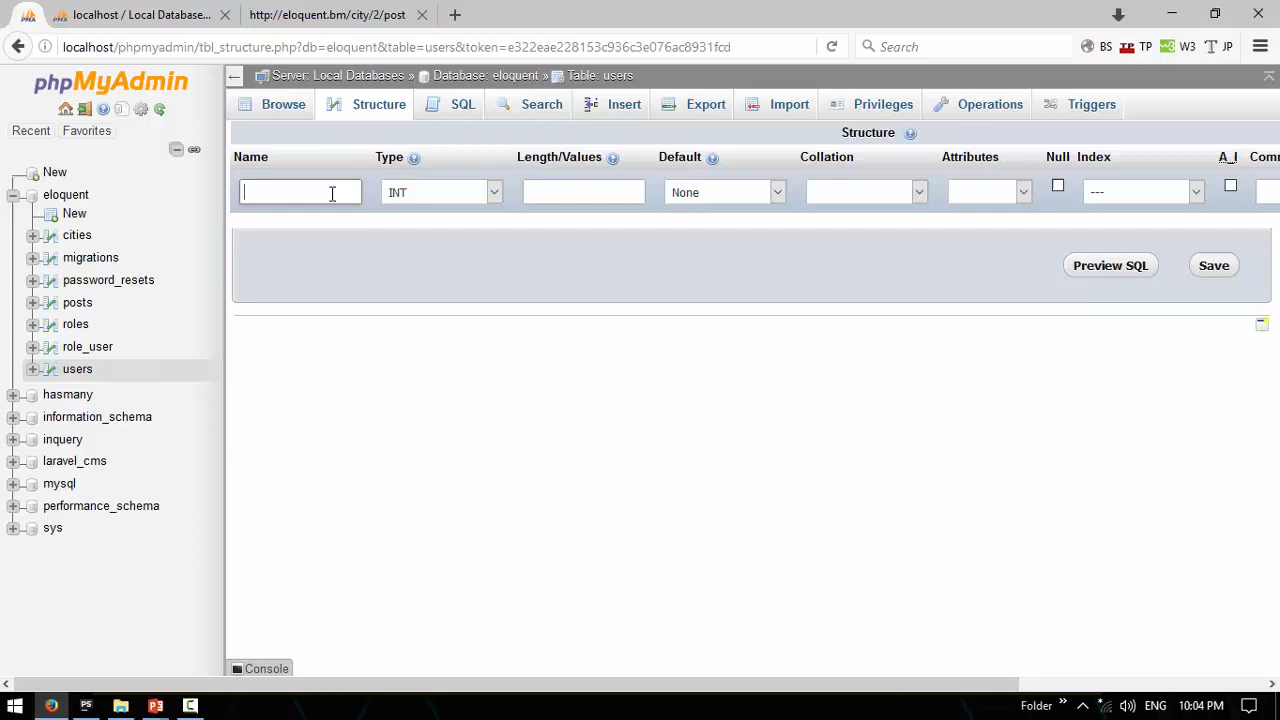 localhost / Local Database...
http://eloquent.bm/city/2/post
localhost/phpmyadmin/tbl_structure.php?db=eloquent&table=users&token=e322eae228153c936c3e076ac8931fcd
Search
BS
TP
W3
JP
phpMyAdmin
Recent
Favorites
New
eloquent
New
cities
migrations
password_resets
posts
roles
role_user
users
hasmany
information_schema
inquery
laravel_cms
mysql
performance_schema
sys
Server: Local Databases » Database: eloquent » Table: users
Browse
Structure
SQL
Search
Insert
Export
Import
Privileges
Operations
Triggers
Structure
Name
Type
Length/Values
Default
Collation
Attributes
Null
Index
A_I
Comm
INT
None
---
Preview SQL
Save
Console
Folder
ENG
10:04 PM